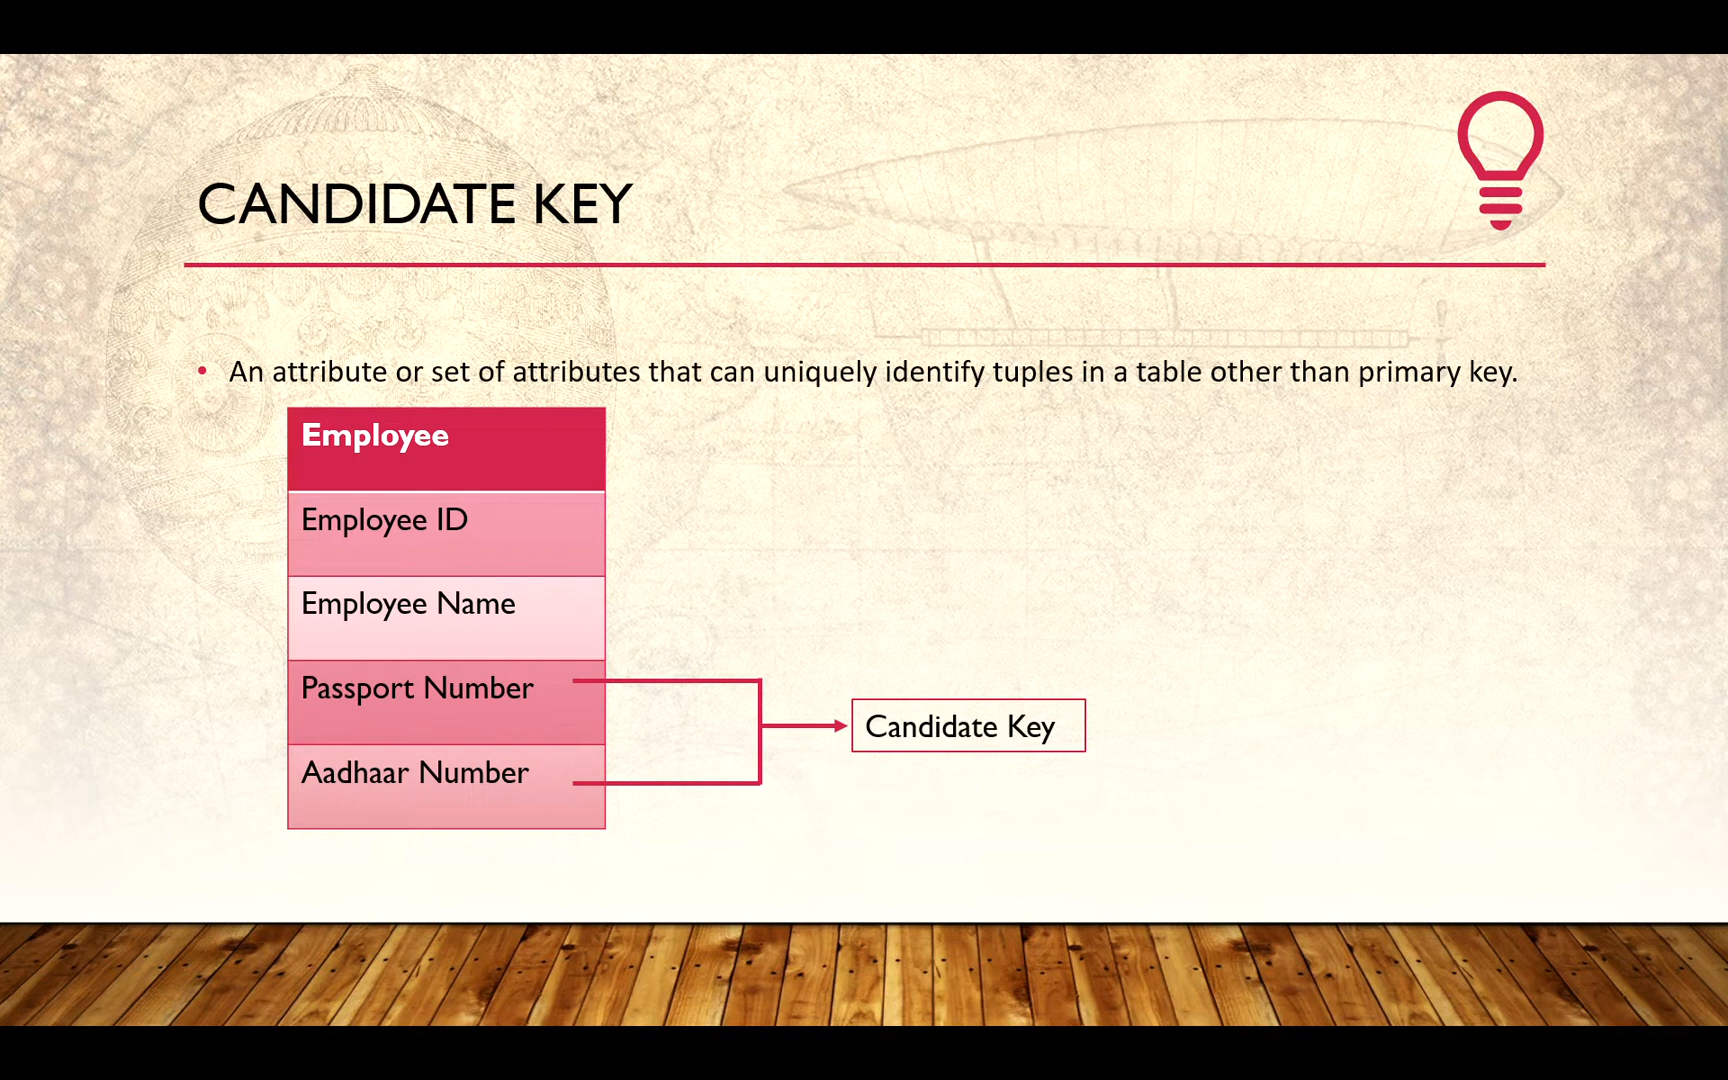 CANDIDATE KEY
• An attribute or set of attributes that can uniquely identify tuples in a table other than primary key.
Employee
Employee ID
Employee Name
Passport Number
Candidate Key
Aadhaar Number